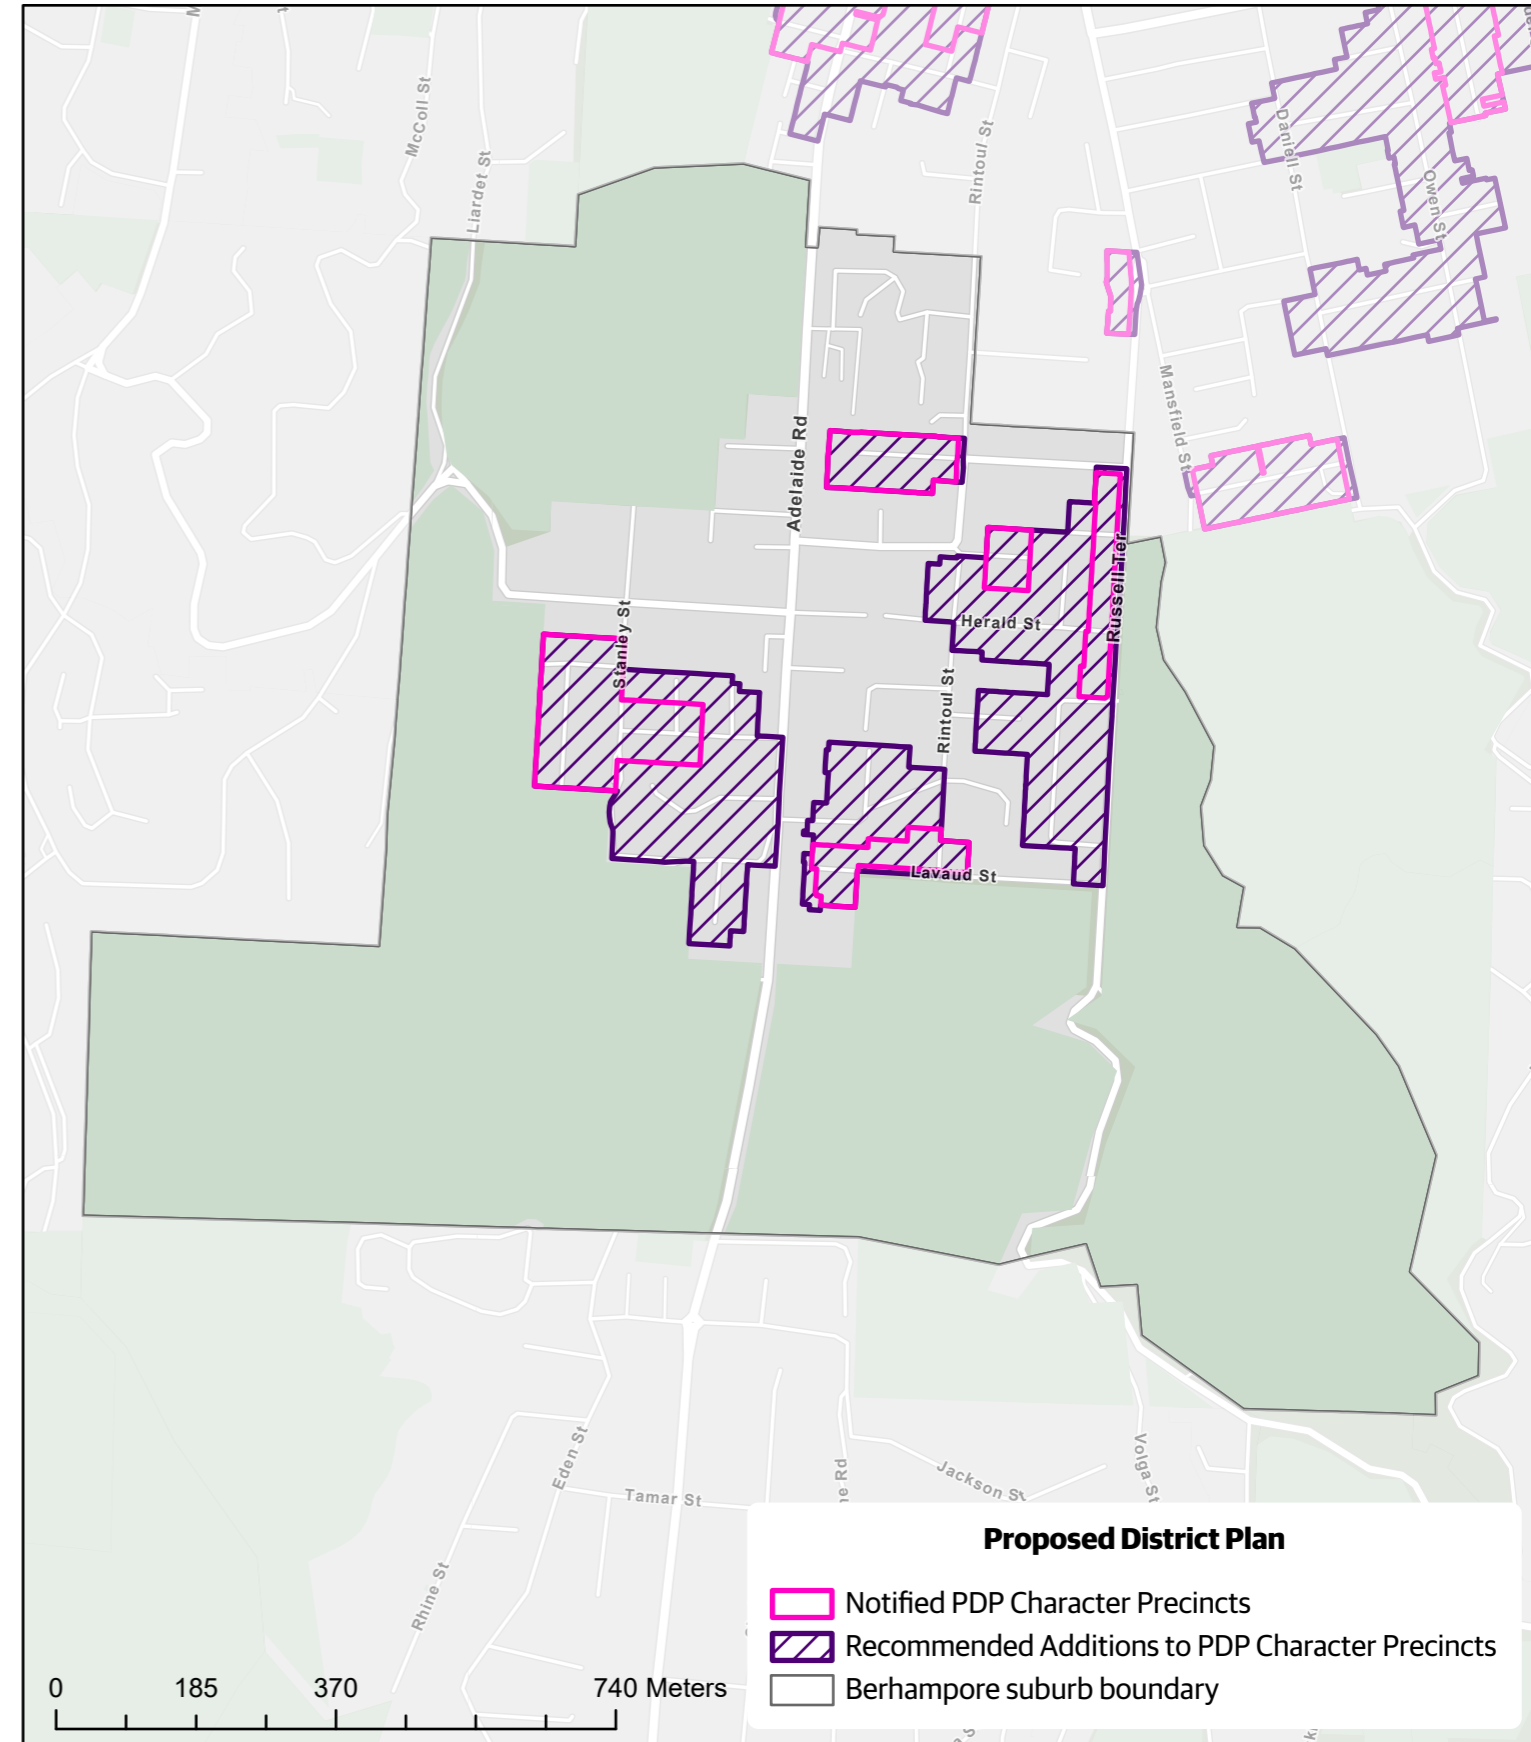 McColl St
Liardet St
Rintoul St
Daniell St
Owen St
Mansfield St
Adelaide Rd
Russell Ter
Herald St
Stanley St
Rintoul St
Lavaud St
Eden St
Tamar St
Rhine St
Jackson St
Volga St
Proposed District Plan
Notified PDP Character Precincts
Recommended Additions to PDP Character Precincts
Berhampore suburb boundary
0 185 370 740 Meters